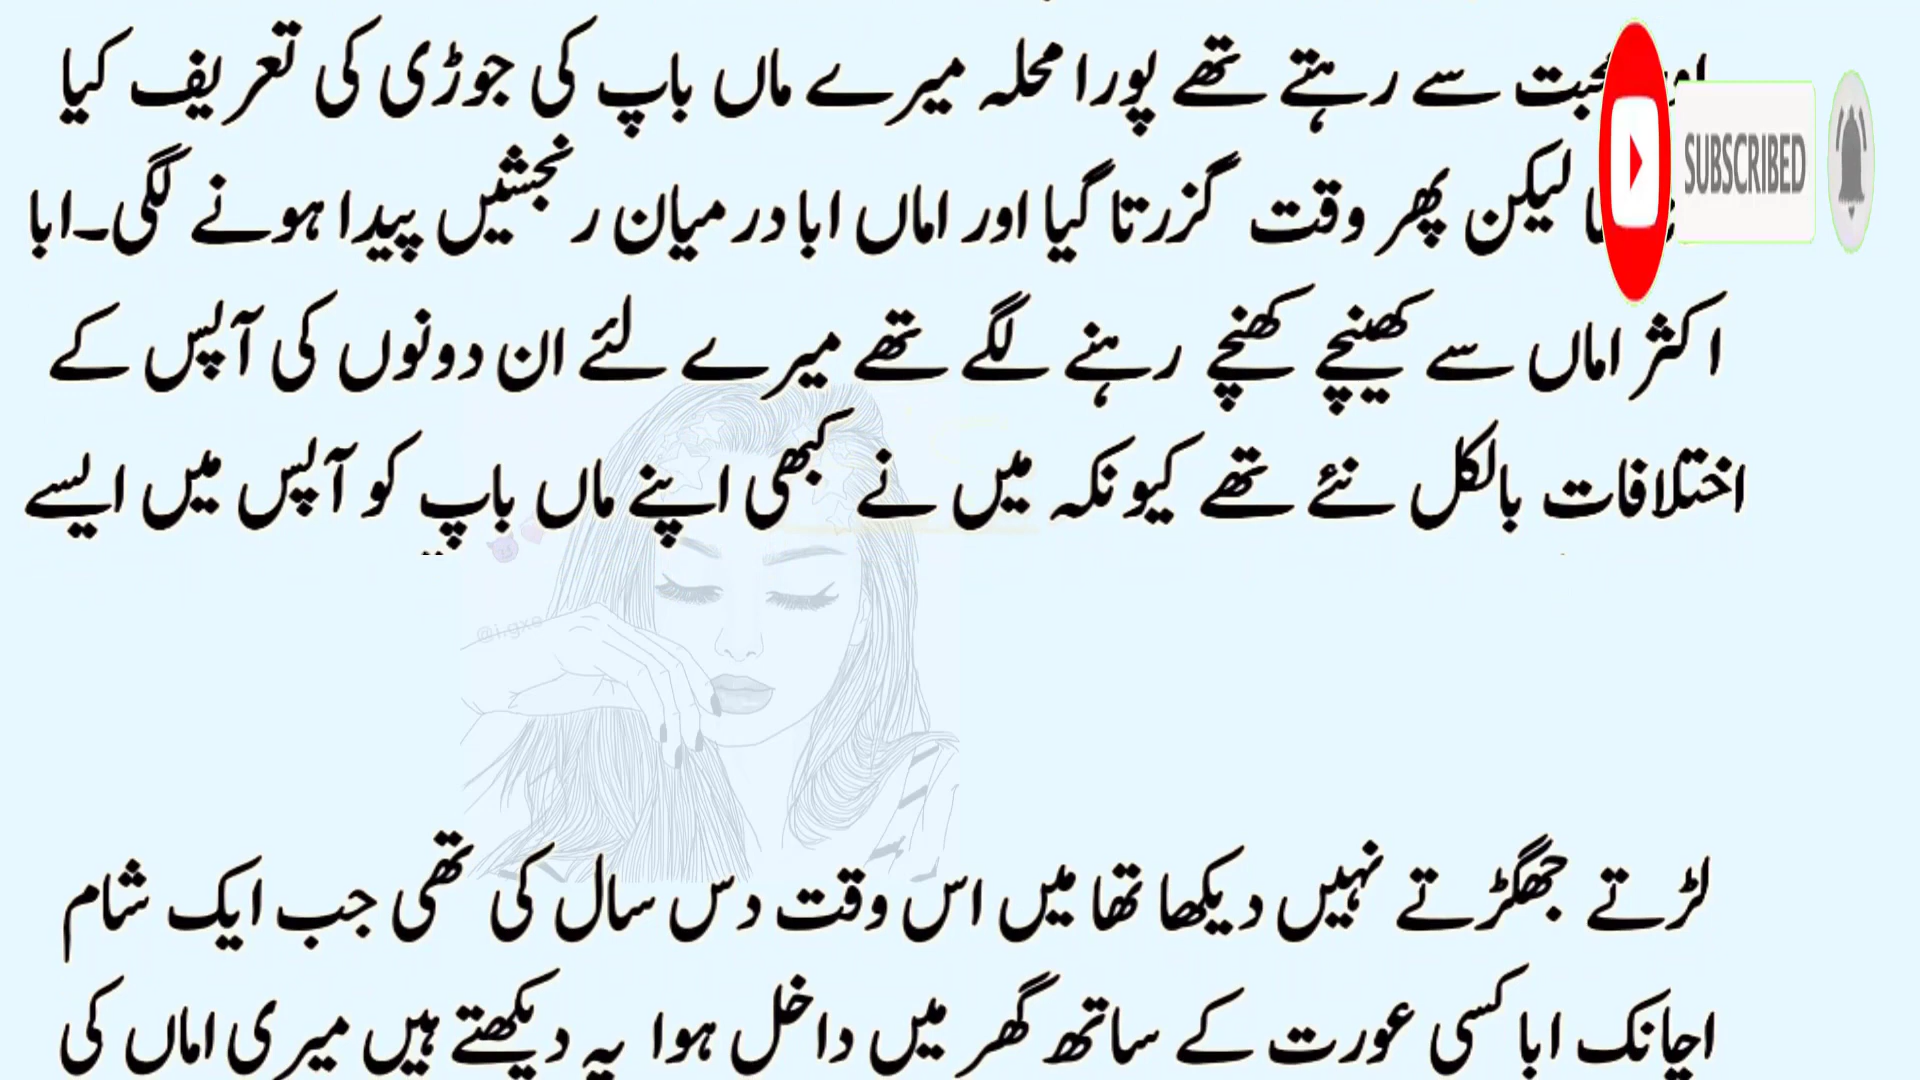 محبت سے رہتے تھے پورا محلہ میرے ماں باپ کی جوڑی کی تعریف کیا
لیکن پھر وقت گزرتا گیا اور اماں ابا درمیان رنجشیں پیدا ہونے لگی۔ابا
اکثر اماں سے کھینچے کھنچے رہنے لگے تھے میرے لئے ان دونوں کی آپس کے
اختلافات بالکل نئے تھے کیونکہ میں نے کبھی اپنے ماں باپ کو آپس میں ایسے
لڑتے جھگڑتے نہیں دیکھا تھا میں اس وقت دس سال کی تھی جب ایک شام
اچانک ابا کسی عورت کے ساتھ گھر میں داخل ہوا یہ دیکھتے ہیں میری اماں کی
SUBSCRIBED
@i.gxe